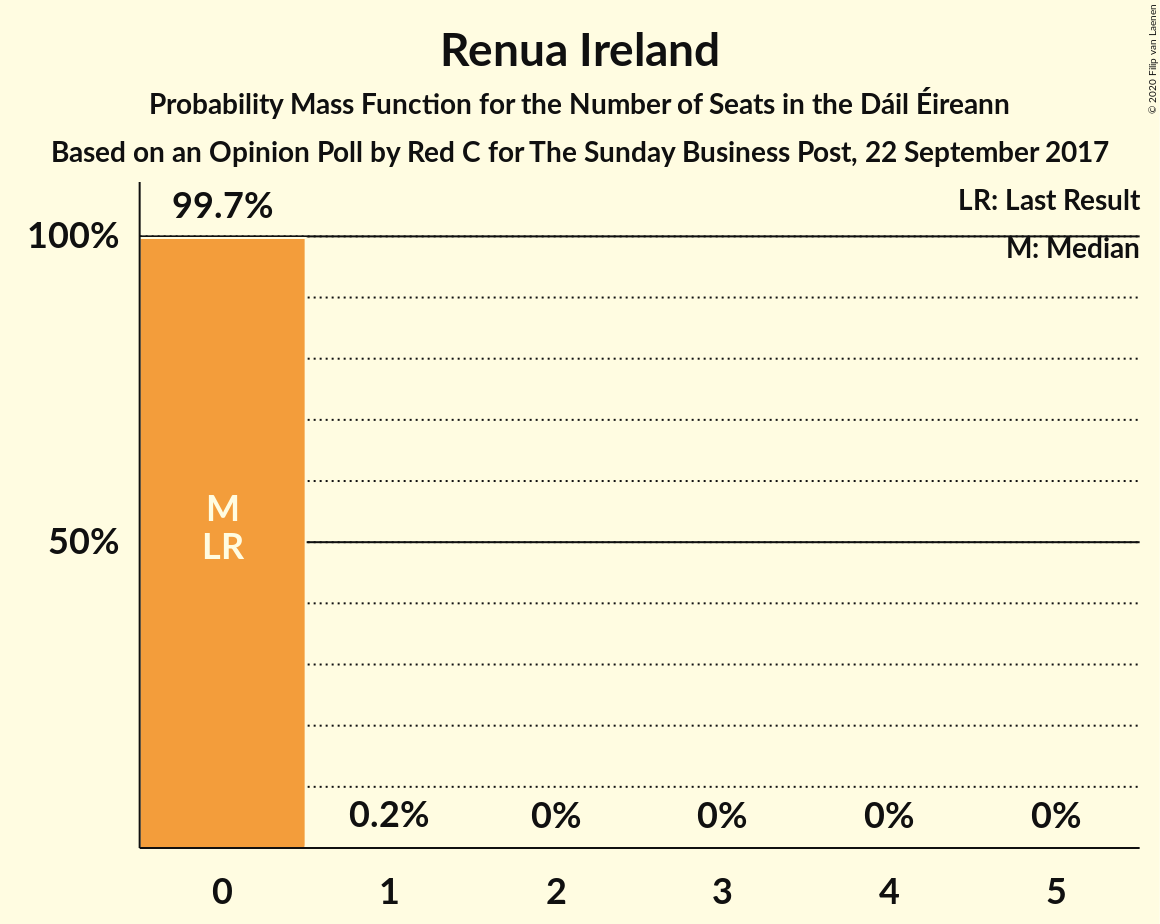 Renua Ireland
Probability Mass Function for the Number of Seats in the Dáil Éireann
Based on an Opinion Poll by Red C for The Sunday Business Post, 22 September 2017
© 2020 Filip van Laenen
LR: Last Result
M: Median
99.7%
100%
50%
M
LR
0.2%
0%
0%
0%
0%
0
1
2
3
4
5